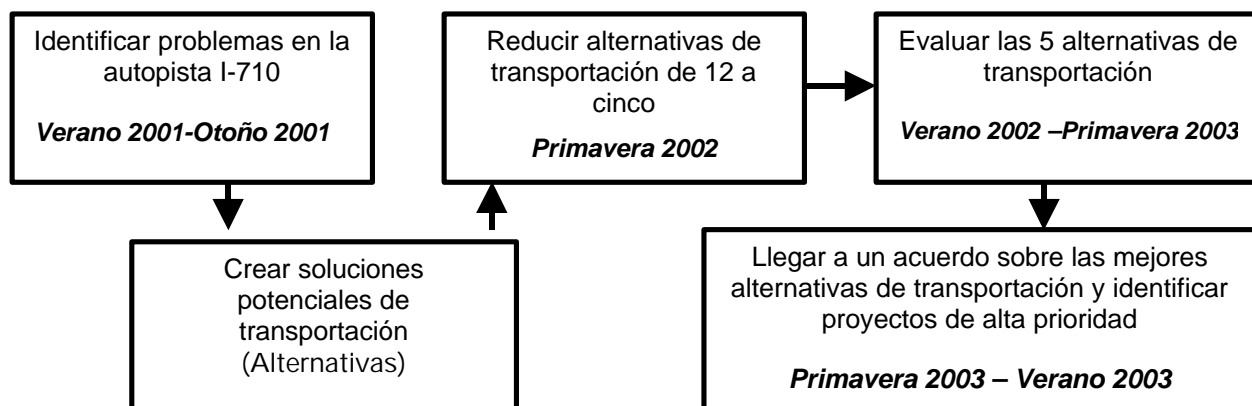 Identificar problemas en la
autopista I-710
Verano 2001-Otoño 2001
Crear soluciones
potenciales de
transportación
(Alternativas)
Reducir alternativas de
transportación de 12 a
cinco
Primavera 2002
Evaluar las 5 alternativas de
transportación
Verano 2002 –Primavera 2003
Llegar a un acuerdo sobre las mejores
alternativas de transportación y identificar
proyectos de alta prioridad
Primavera 2003 – Verano 2003